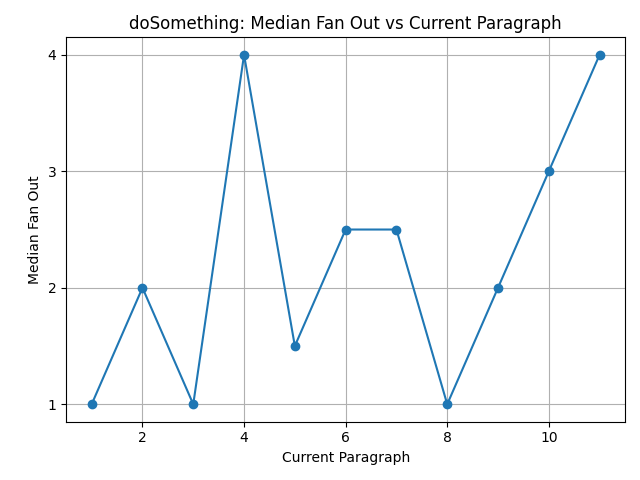 doSomething: Median Fan Out vs Current Paragraph
4
3
2
1
Median Fan Out
2 4 6 8 10
Current Paragraph